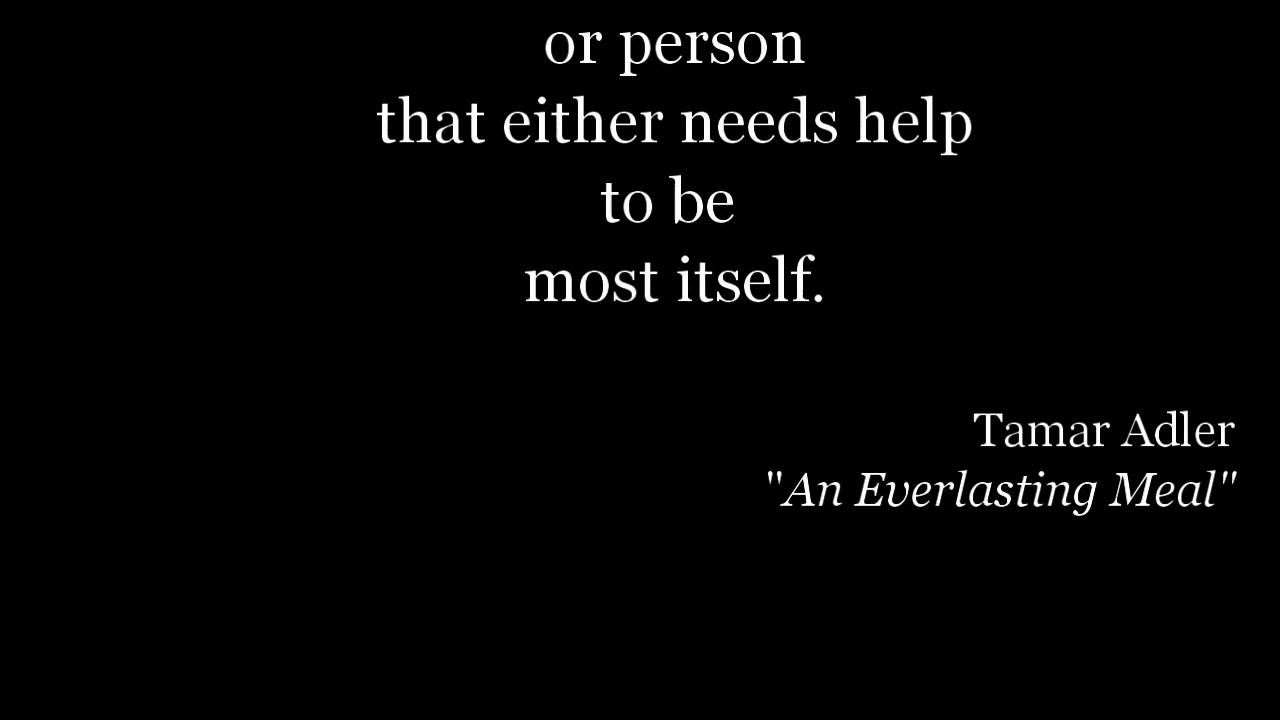 or person
that either needs help
to be
most itself.
Tamar Adler
"An Everlasting Meal"